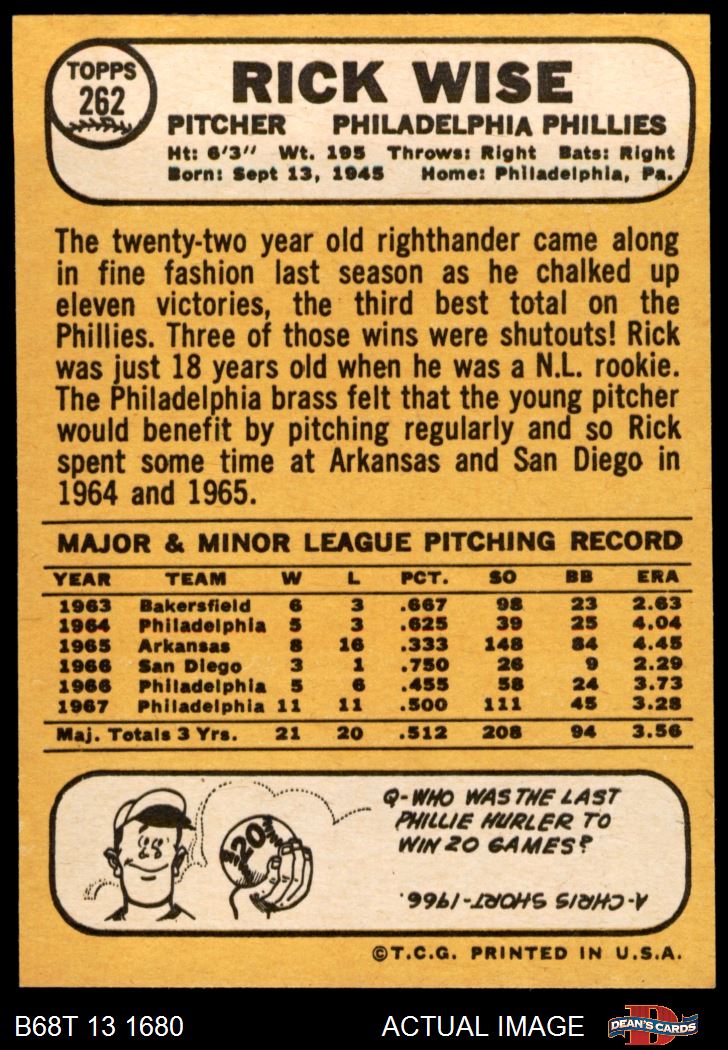 TOPPS
262
RICK WISE
PITCHER PHILADELPHIA PHILLIES
Ht: 6'3" Wt. 195 Throws: Right Bats: Right
Born: Sept 13, 1945 Home: Philadelphia, Pa.
The twenty-two year old righthander came along
in fine fashion last season as he chalked up
eleven victories, the third best total on the
Phillies. Three of those wins were shutouts! Rick
was just 18 years old when he was a N.L. rookie.
The Philadelphia brass felt that the young pitcher
would benefit by pitching regularly and so Rick
spent some time at Arkansas and San Diego in
1964 and 1965.
MAJOR & MINOR LEAGUE PITCHING RECORD
YEAR TEAM W L PCT. SO BB ERA
1963 Bakersfield 6 3 .667 98 23 2.63
1964 Philadelphia 5 3 .625 39 25 4.04
1965 Arkansas 8 16 .333 148 84 4.45
1966 San Diego 3 1 .750 26 9 2.29
1966 Philadelphia 5 6 .455 58 24 3.73
1967 Philadelphia 11 11 .500 111 45 3.28
Maj. Totals 3 Yrs. 21 20 .512 208 94 3.56
20
Q-WHO WAS THE LAST
PHILLIE HURLER TO
WIN 20 GAMES?
A-CHRIS SHORT-1966.
©T.C.G. PRINTED IN U.S.A.
B68T 13 1680 ACTUAL IMAGE D DEAN'S CARDS